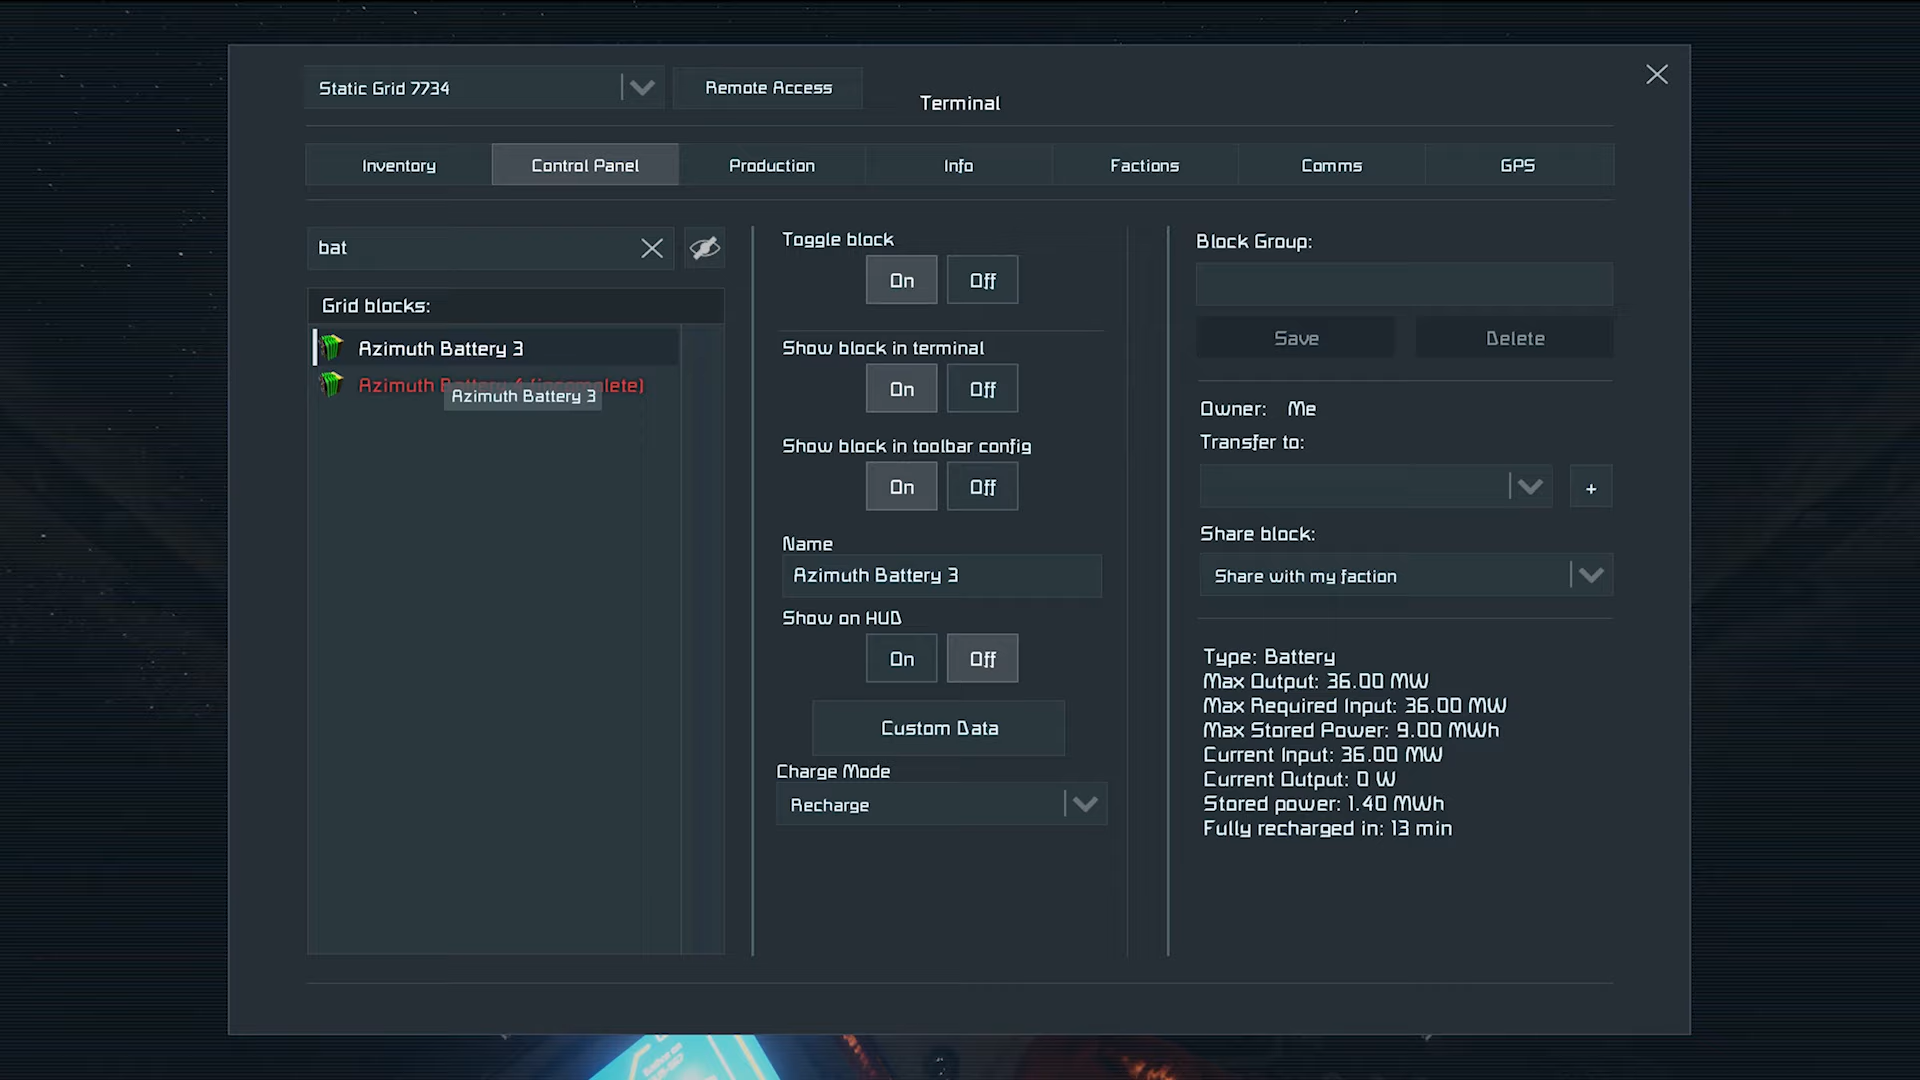 Static Grid 7734
Remote Access
Terminal
Inventory
Control Panel
Production
Info
Factions
Comms
GPS
bat
Grid blocks:
Azimuth Battery 3
Azimuth (incomplete)
Azimuth Battery 3
Toggle block
On
Off
Show block in terminal
On
Off
Show block in toolbar config
On
Off
Name
Azimuth Battery 3
Show on HUD
On
Off
Custom Data
Charge Mode
Recharge
Block Group:
Save
Delete
Owner: Me
Transfer to:
+
Share block:
Share with my faction
Type: Battery
Max Output: 36.00 MW
Max Required Input: 36.00 MW
Max Stored Power: 9.00 MWh
Current Input: 36.00 MW
Current Output: 0 W
Stored power: 1.40 MWh
Fully recharged in: 13 min